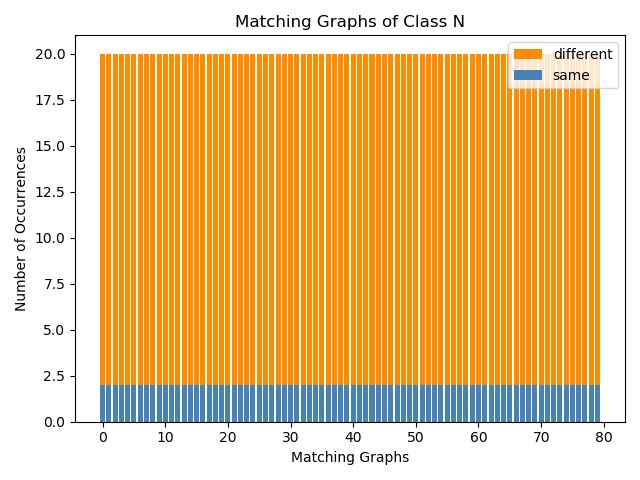 Matching Graphs of Class N
different
same
Number of Occurrences
20.0
17.5
15.0
12.5
10.0
7.5
5.0
2.5
0.0
0 10 20 30 40 50 60 70 80
Matching Graphs